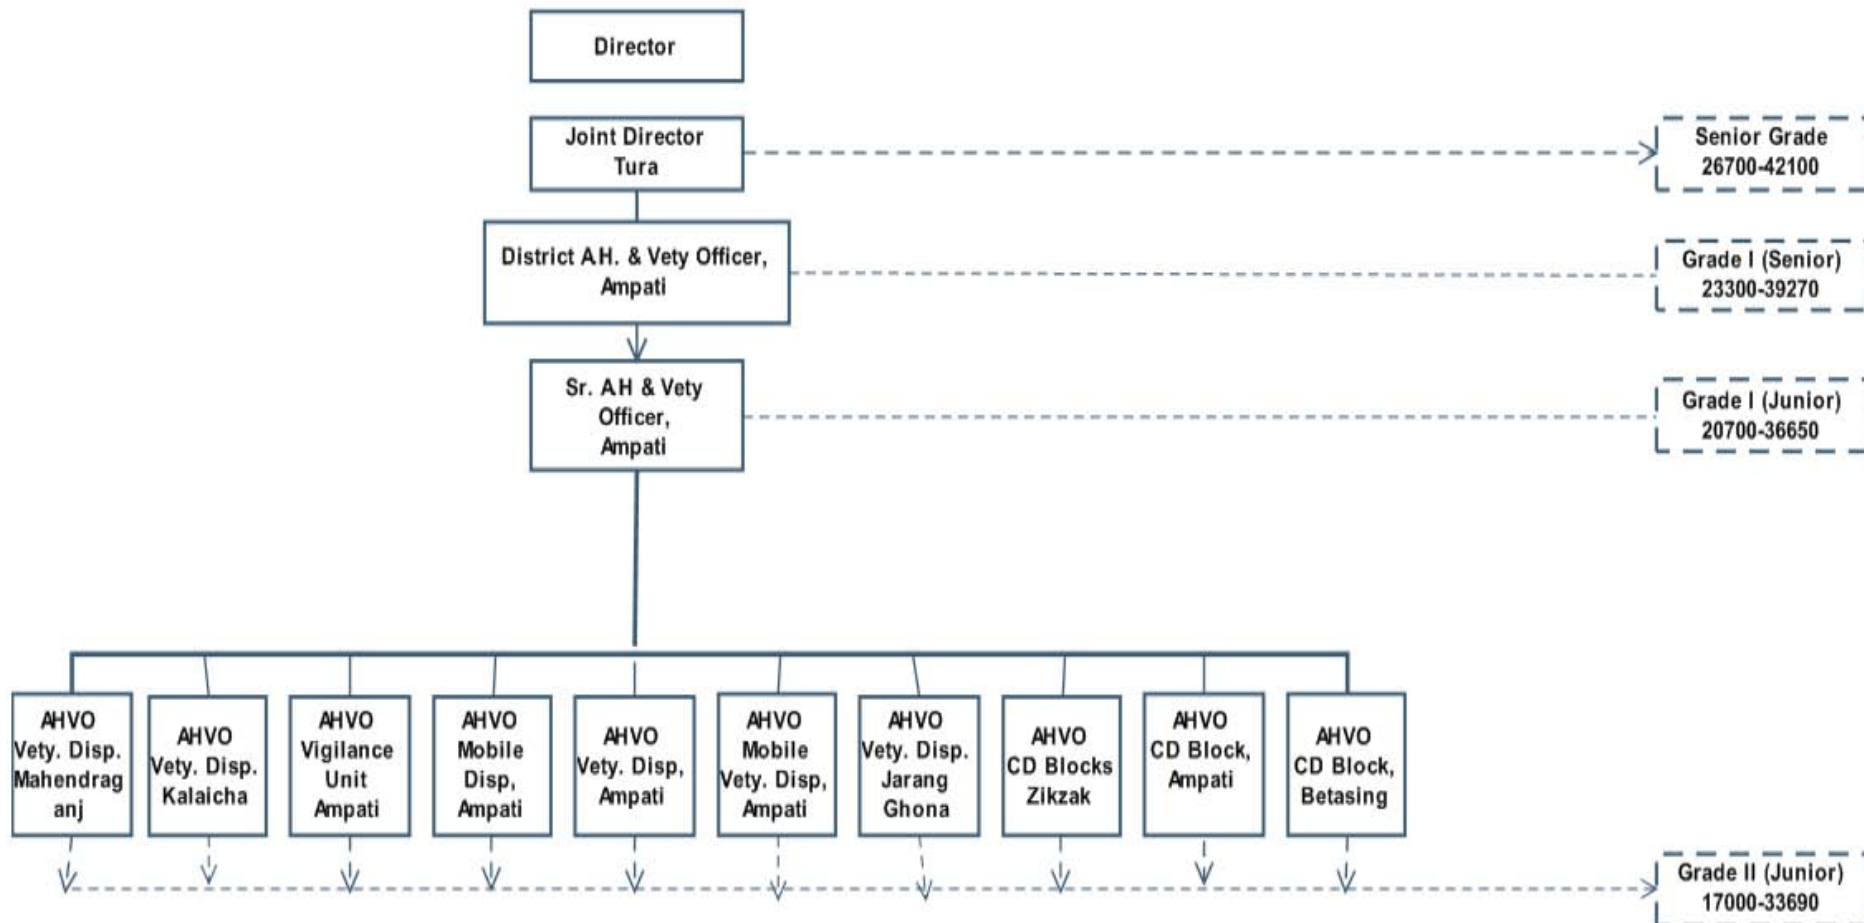 Director
Joint Director
Tura
Senior Grade
26700-42100
District A.H. & Vety Officer,
Ampati
Grade I (Senior)
23300-39270
Sr. A.H & Vety
Officer,
Ampati
Grade I (Junior)
20700-36650
AHVO
Vety. Disp.
Mahendrag
anj
AHVO
Vety. Disp.
Kalaicha
AHVO
Vigilance
Unit
Ampati
AHVO
Mobile
Disp,
Ampati
AHVO
Vety. Disp,
Ampati
AHVO
Mobile
Vety. Disp,
Ampati
AHVO
Vety. Disp.
Jarang
Ghona
AHVO
CD Blocks
Zikzak
AHVO
CD Block,
Ampati
AHVO
CD Block,
Betasing
Grade II (Junior)
17000-33690